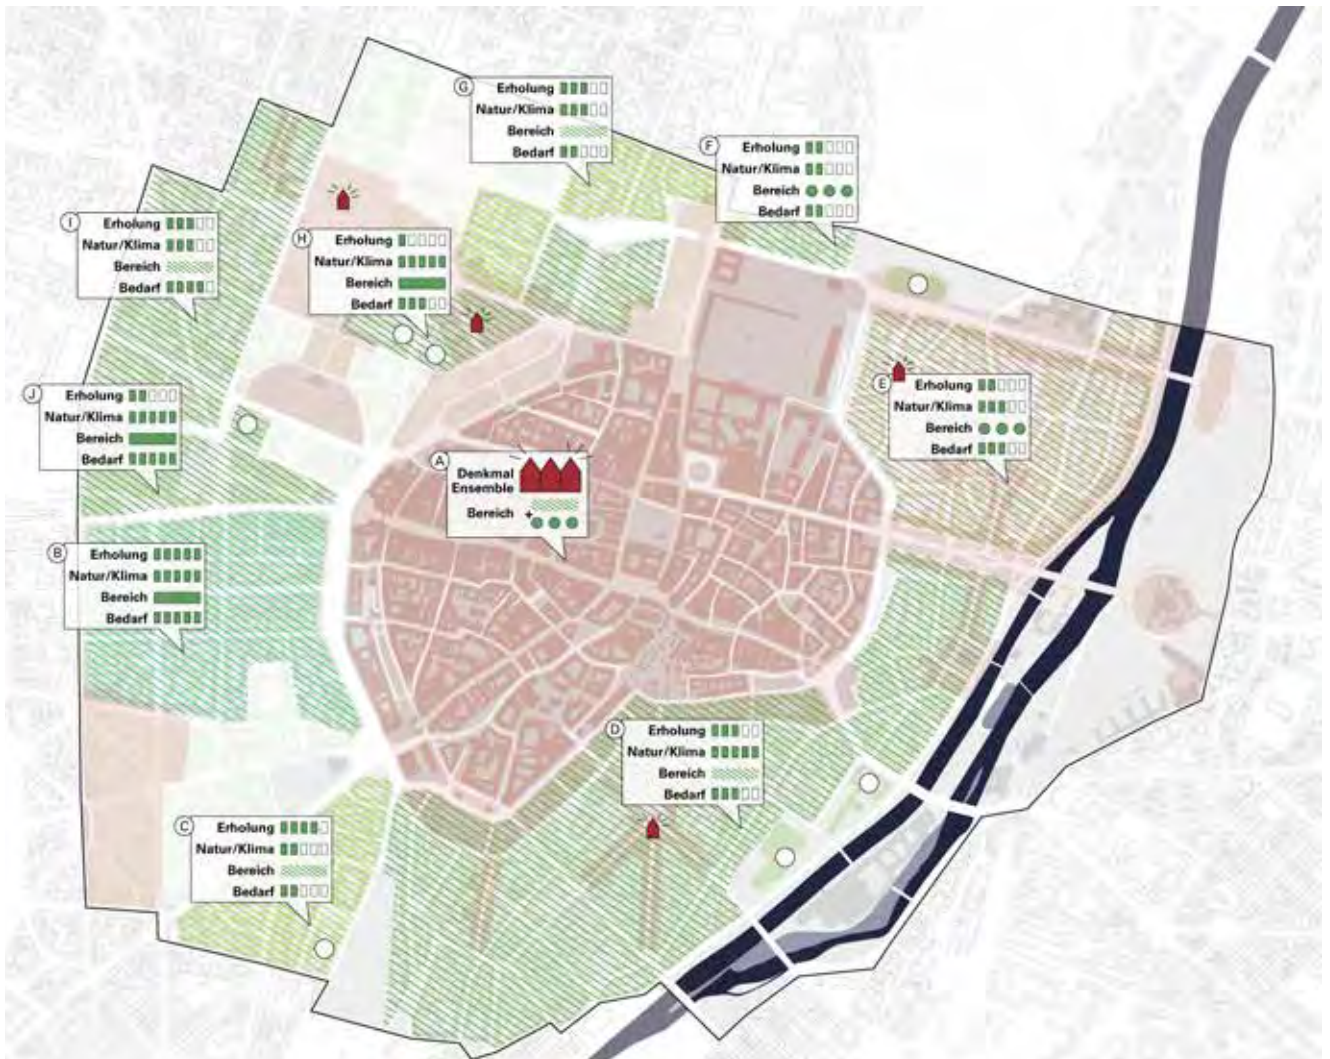 G
Erholung
Natur/Klima
Bereich
Bedarf
F
Erholung
Natur/Klima
Bereich
Bedarf
I
Erholung
Natur/Klima
Bereich
Bedarf
H
Erholung
Natur/Klima
Bereich
Bedarf
J
Erholung
Natur/Klima
Bereich
Bedarf
E
Erholung
Natur/Klima
Bereich
Bedarf
A
Denkmal
Ensemble
Bereich +
B
Erholung
Natur/Klima
Bereich
Bedarf
D
Erholung
Natur/Klima
Bereich
Bedarf
C
Erholung
Natur/Klima
Bereich
Bedarf